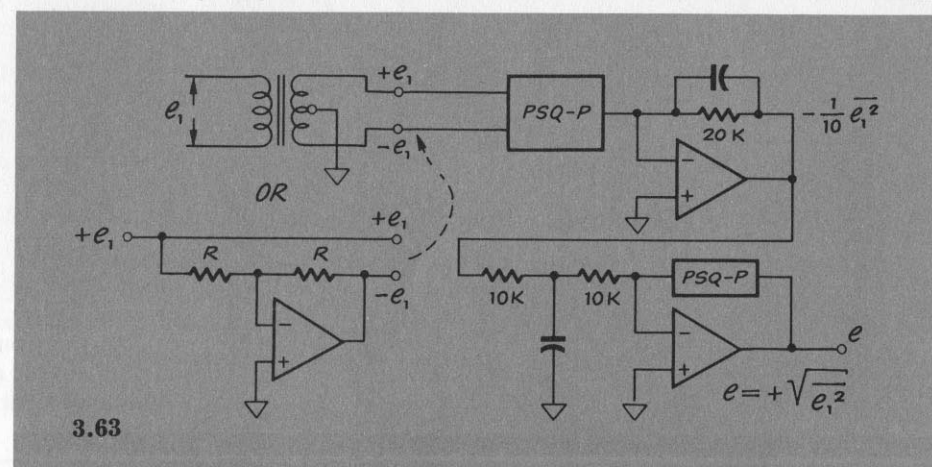 e₁
+e₁
−e₁
PSQ-P
20 K
− 1/10 e₁²̅
−
+
OR
+e₁
+e₁
R
R
−e₁
−
+
10K
10K
PSQ-P
−
+
e
e = +√e₁²̅
3.63